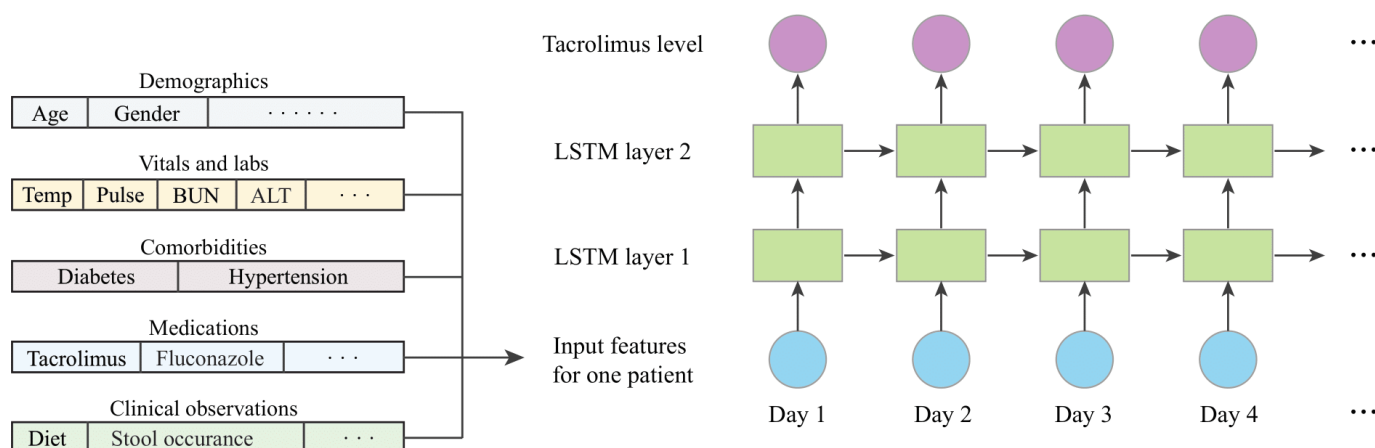 Demographics
Age Gender ......
Vitals and labs
Temp Pulse BUN ALT ...
Comorbidities
Diabetes Hypertension
Medications
Tacrolimus Fluconazole ...
Clinical observations
Diet Stool occurance ...
Tacrolimus level ...
LSTM layer 2 ...
LSTM layer 1 ...
Input features
for one patient
Day 1 Day 2 Day 3 Day 4 ...